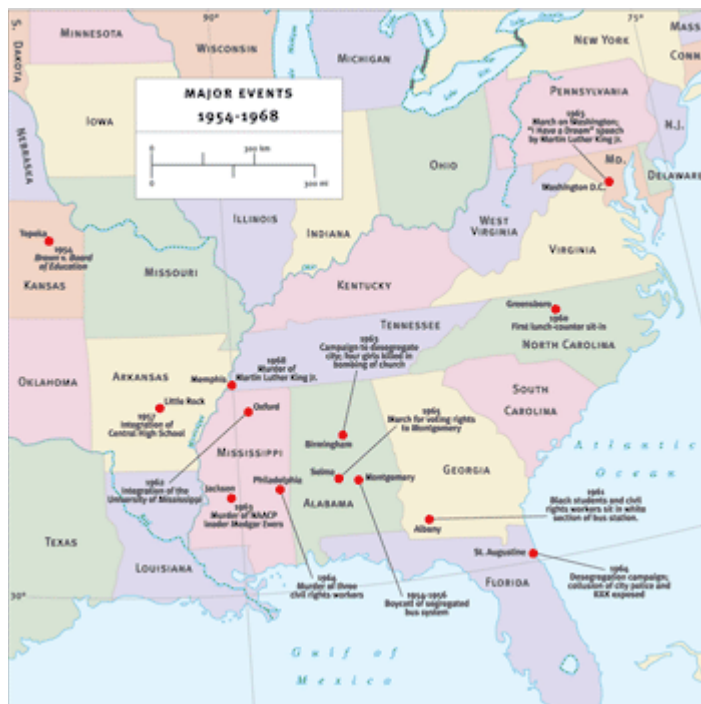 90°
75°
S. DAKOTA
MINNESOTA
WISCONSIN
MICHIGAN
NEW YORK
MASS
CONN
MAJOR EVENTS
1954-1968
0
300 km
0
300 mi
IOWA
NEBRASKA
PENNSYLVANIA
N.J.
1963
March on Washington;
"I Have a Dream" speech
by Martin Luther King Jr.
MD.
DELAWARE
Washington D.C.
OHIO
ILLINOIS
INDIANA
WEST
VIRGINIA
VIRGINIA
Topeka
1954
Brown v. Board
of Education
KANSAS
MISSOURI
KENTUCKY
TENNESSEE
Greensboro
1960
First lunch-counter sit-in
NORTH CAROLINA
1963
Campaign to desegregate
city; four girls killed in
bombing of church
1968
Murder of
Martin Luther King Jr.
Memphis
OKLAHOMA
ARKANSAS
Little Rock
1957
Integration of
Central High School
Oxford
SOUTH
CAROLINA
1965
March for voting rights
to Montgomery
Birmingham
Atlantic
Ocean
MISSISSIPPI
GEORGIA
1962
Integration of the
University of Mississippi
Philadelphia
Selma
Montgomery
Jackson
1963
Murder of NAACP
leader Medgar Evers
ALABAMA
1961
Black students and civil
rights workers sit in white
section of bus station.
Albany
TEXAS
LOUISIANA
St. Augustine
1964
Desegregation campaign;
collusion of city police and
KKK exposed
FLORIDA
1964
Murder of three
civil rights workers
1954-1956
Boycott of segregated
bus system
30°
Gulf of
Mexico